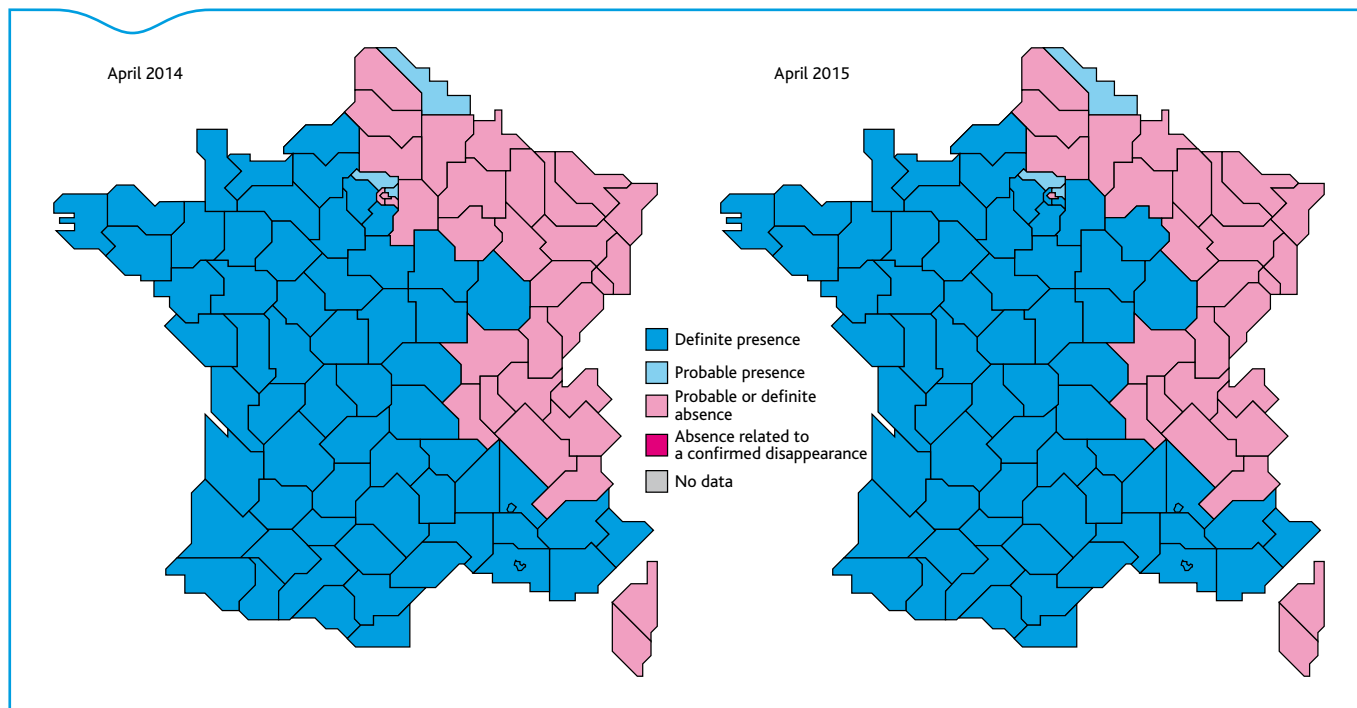 April 2014
April 2015
Definite presence
Probable presence
Probable or definite
absence
Absence related to
a confirmed disappearance
No data